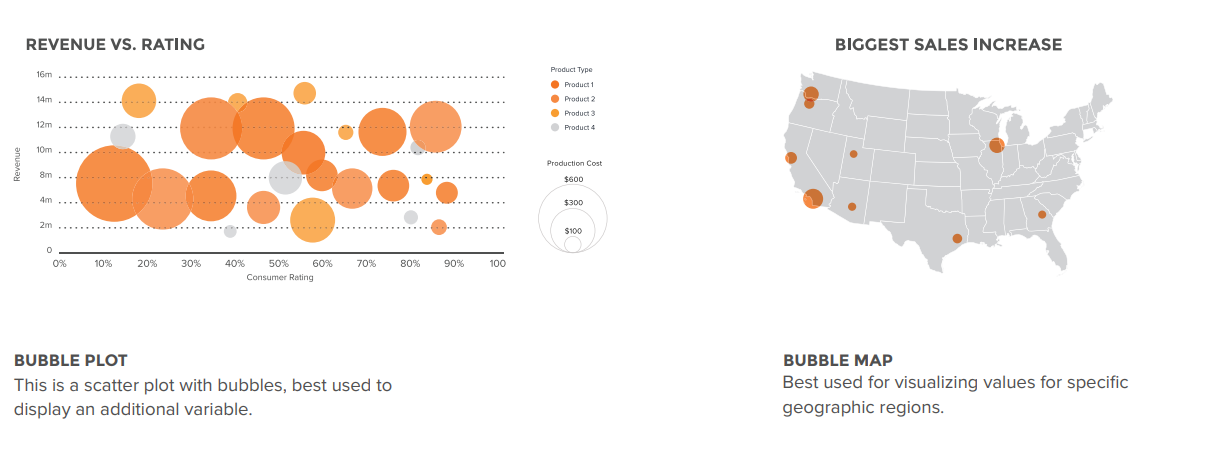 REVENUE VS. RATING
16m
14m
12m
10m
8m
6m
4m
2m
0
Revenue
0% 10% 20% 30% 40% 50% 60% 70% 80% 90% 100
Consumer Rating
Product Type
Product 1
Product 2
Product 3
Product 4
Production Cost
$600
$300
$100
BUBBLE PLOT
This is a scatter plot with bubbles, best used to
display an additional variable.
BIGGEST SALES INCREASE
BUBBLE MAP
Best used for visualizing values for specific
geographic regions.